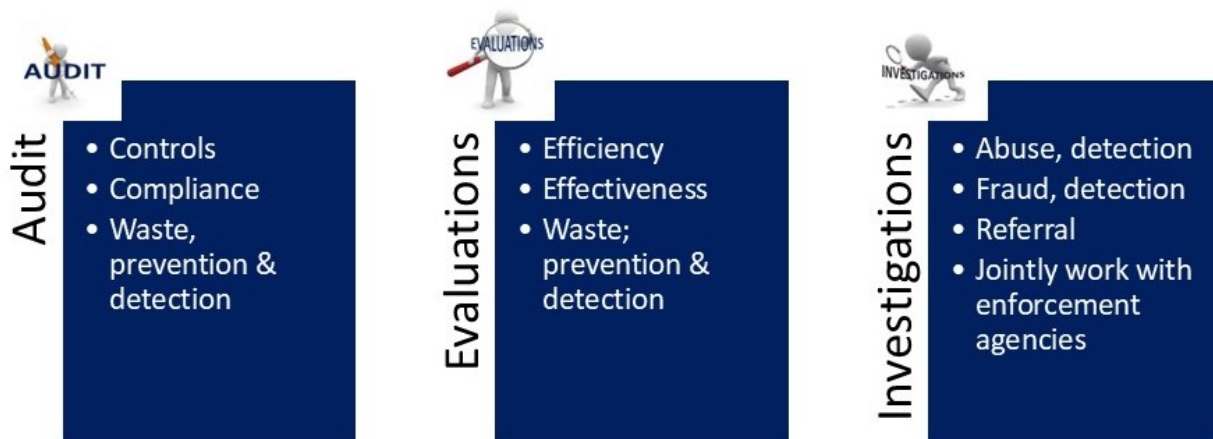 AUDIT
Audit
• Controls
• Compliance
• Waste,
prevention &
detection
EVALUATIONS
Evaluations
• Efficiency
• Effectiveness
• Waste;
prevention &
detection
INVESTIGATIONS
Investigations
• Abuse, detection
• Fraud, detection
• Referral
• Jointly work with
enforcement
agencies